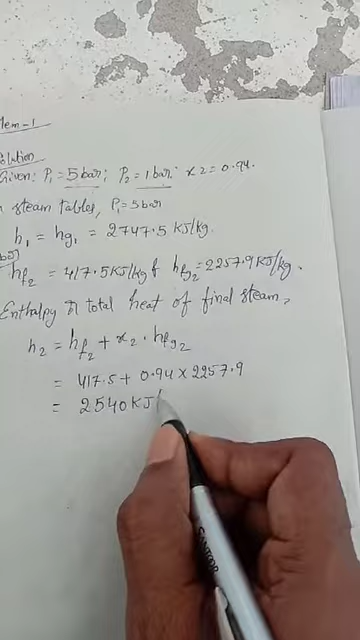 lem-1
olution
Given: P₁ = 5 bar; P₂ = 1 bar x2 = 0.94.
steam tables, P₁ = 5 bar
h₁ = hg₁ = 2747.5 KJ/kg.
hf₂ = 417.5 KJ/kg & hfg₂ = 2257.9 KJ/kg.
Enthalpy or total heat of final steam,
h₂ = hf₂ + x₂ · hfg₂
= 417.5 + 0.94 × 2257.9
= 2540 KJ/
SANTOOR